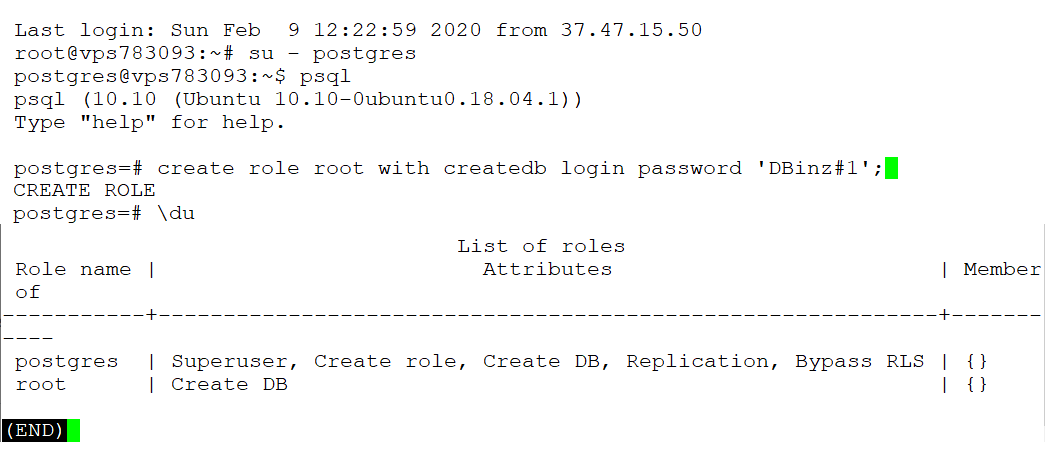 Last login: Sun Feb  9 12:22:59 2020 from 37.47.15.50
root@vps783093:~# su - postgres
postgres@vps783093:~$ psql
psql (10.10 (Ubuntu 10.10-0ubuntu0.18.04.1))
Type "help" for help.

postgres=# create role root with createdb login password 'DBinz#1';
CREATE ROLE
postgres=# \du
                                   List of roles
 Role name |                         Attributes                         | Member
 of
-----------+------------------------------------------------------------+-------
----
 postgres  | Superuser, Create role, Create DB, Replication, Bypass RLS | {}
 root      | Create DB                                                  | {}

(END)